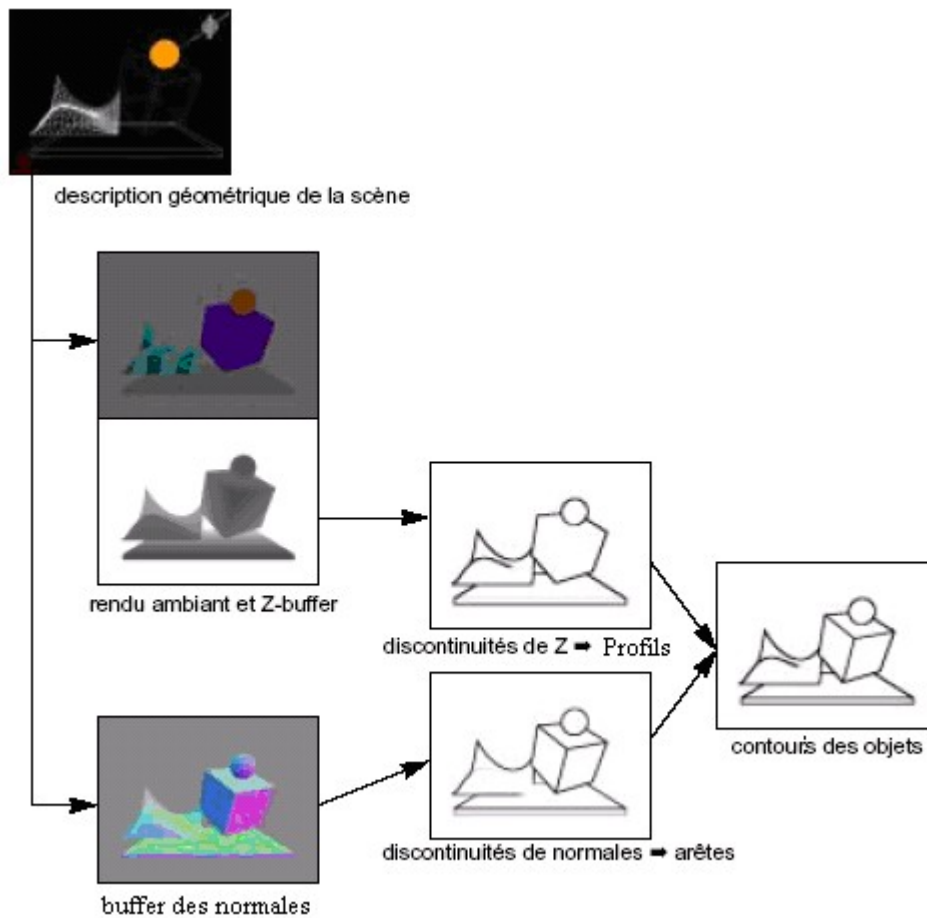 description géométrique de la scène
rendu ambiant et Z-buffer
discontinuités de Z ➡ Profils
contours des objets
discontinuités de normales ➡ arêtes
buffer des normales